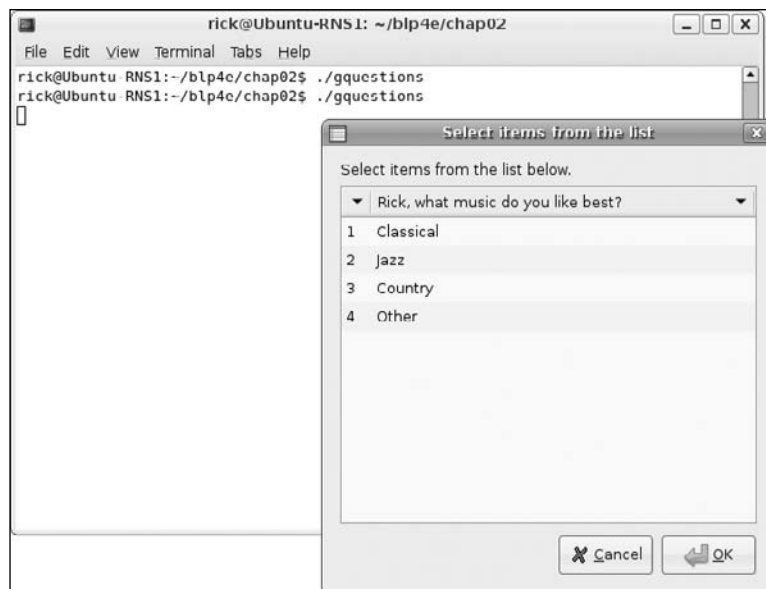 rick@Ubuntu-RNS1: ~/blp4e/chap02
File Edit View Terminal Tabs Help
rick@Ubuntu-RNS1:~/blp4e/chap02$ ./gquestions
rick@Ubuntu-RNS1:~/blp4e/chap02$ ./gquestions
Select items from the list
Select items from the list below.
Rick, what music do you like best?
1 Classical
2 Jazz
3 Country
4 Other
Cancel OK